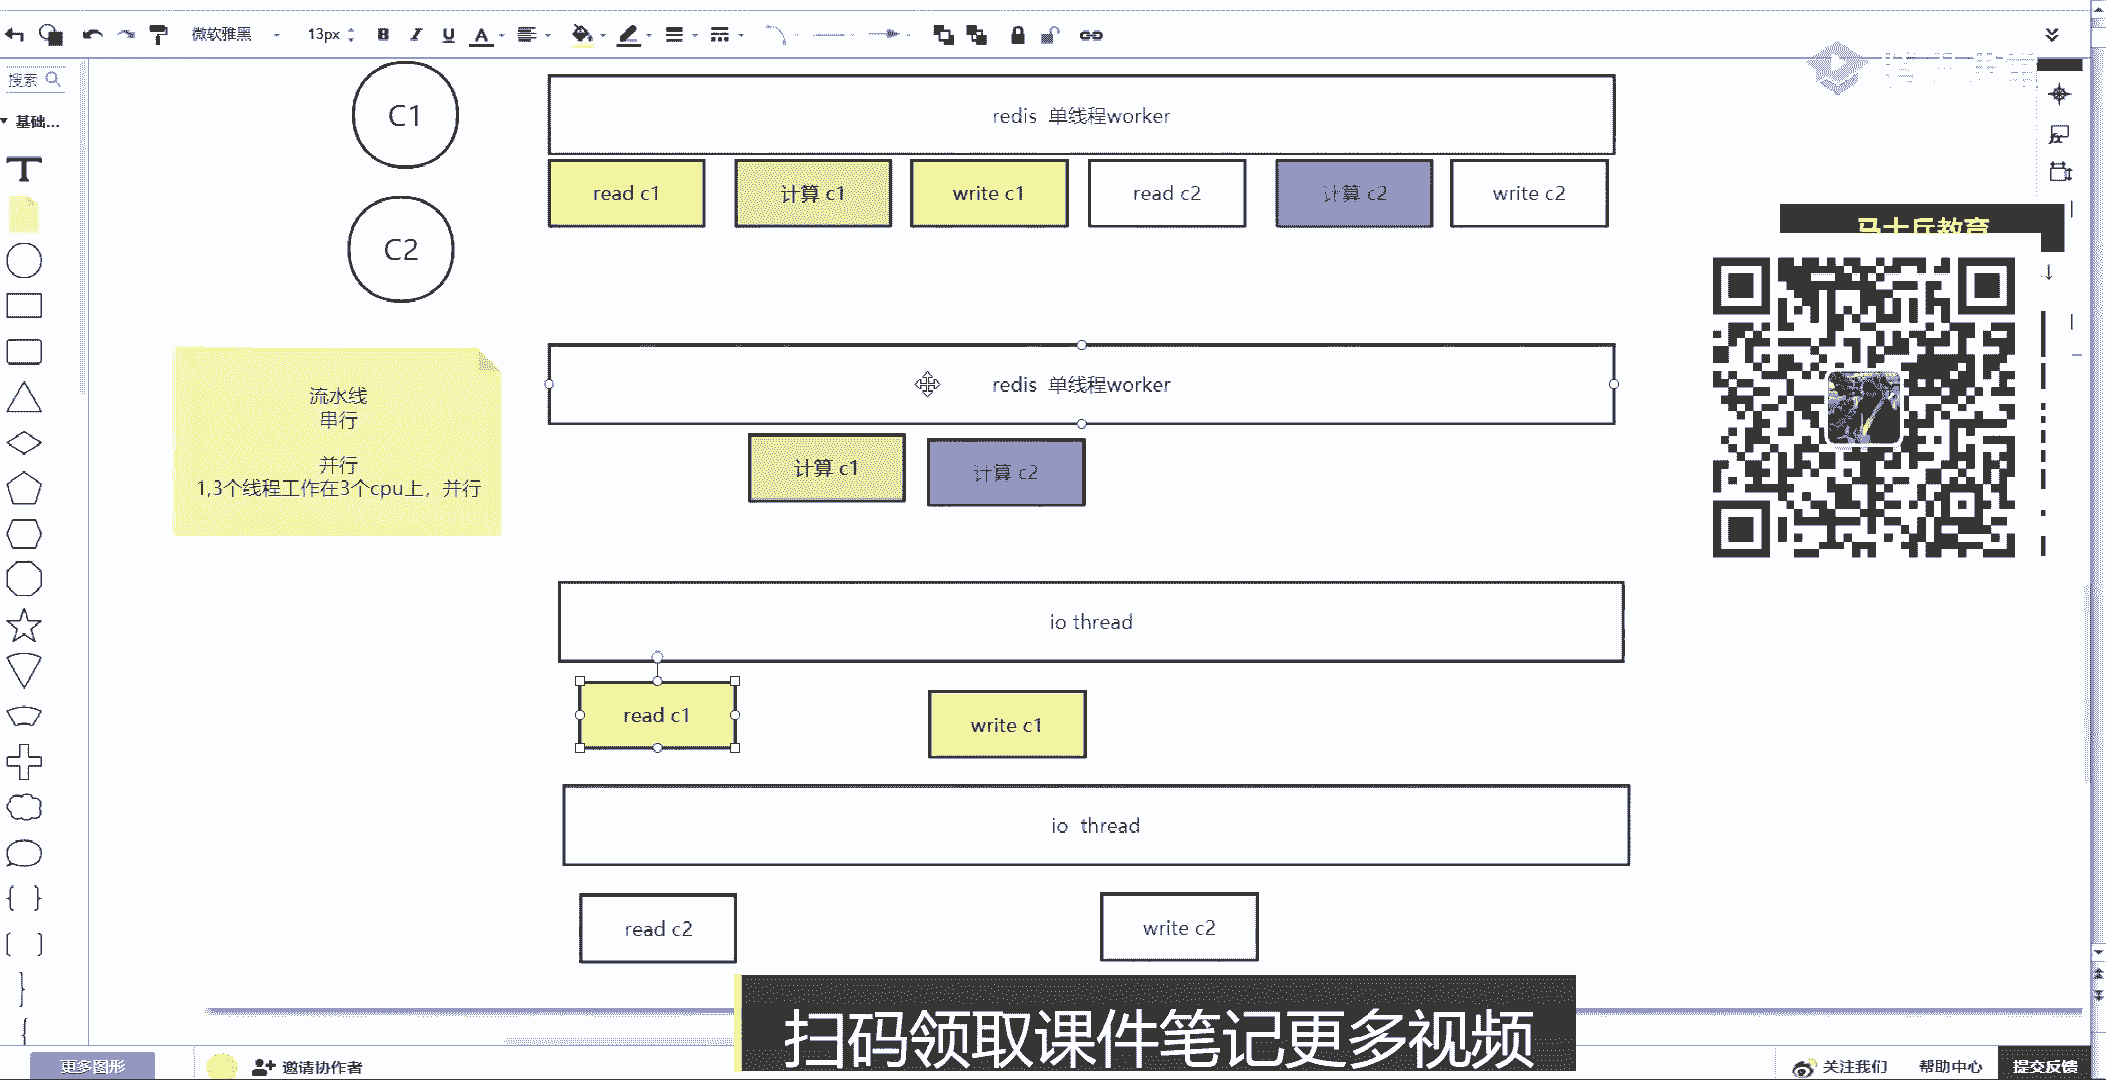 微软雅黑 13px B I U A
搜索
基础...
T
C1
redis 单线程worker
read c1
计算 c1
write c1
read c2
计算 c2
write c2
C2
马士兵教育
流水线
串行
并行
1,3个线程工作在3个cpu上，并行
redis 单线程worker
计算 c1
计算 c2
io thread
read c1
write c1
io thread
read c2
write c2
扫码领取课件笔记更多视频
更多图形
邀请协作者
关注我们
帮助中心
提交反馈